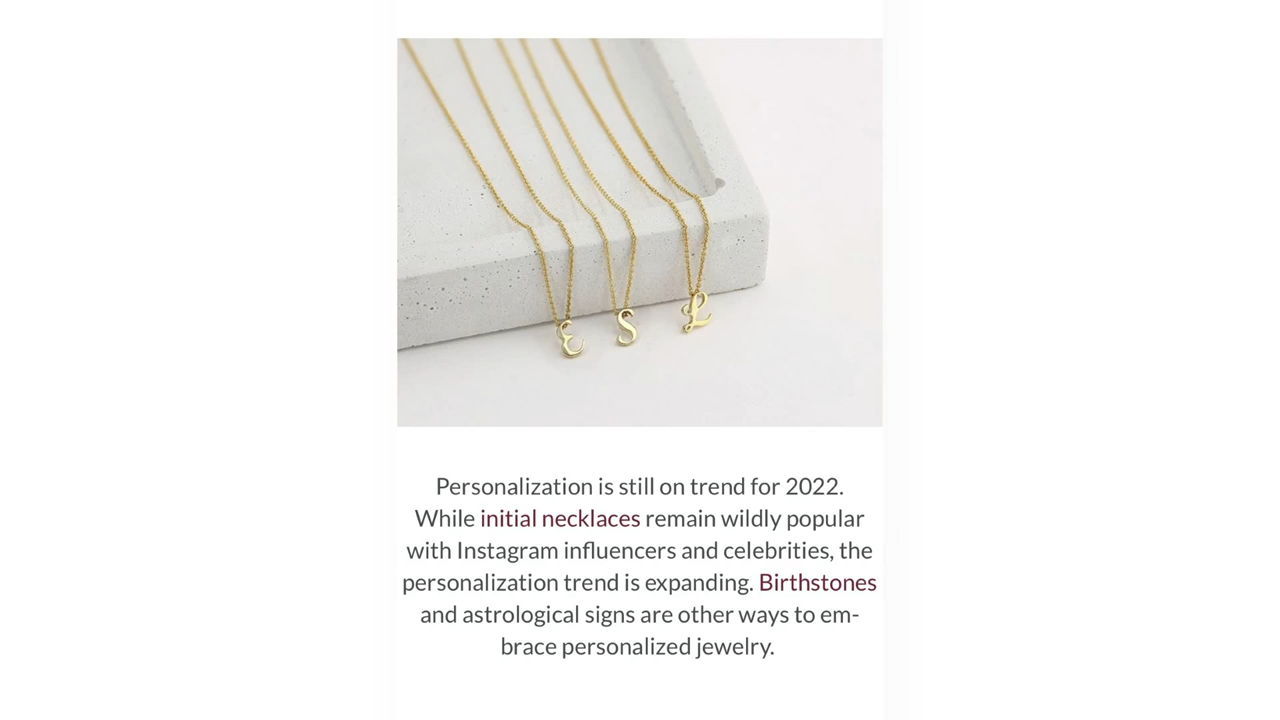 E S L
Personalization is still on trend for 2022.
While initial necklaces remain wildly popular
with Instagram influencers and celebrities, the
personalization trend is expanding. Birthstones
and astrological signs are other ways to em-
brace personalized jewelry.